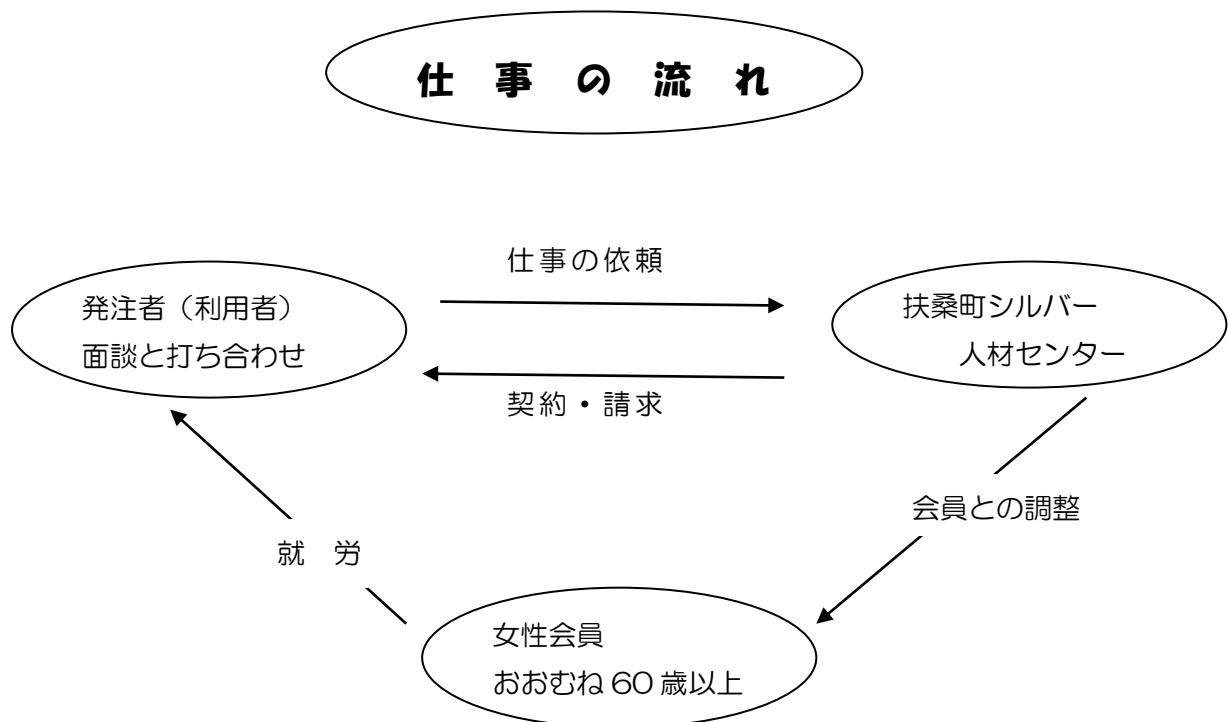 仕事の流れ
仕事の依頼
発注者（利用者）
面談と打ち合わせ
扶桑町シルバー
人材センター
契約・請求
会員との調整
就 労
女性会員
おおむね60歳以上